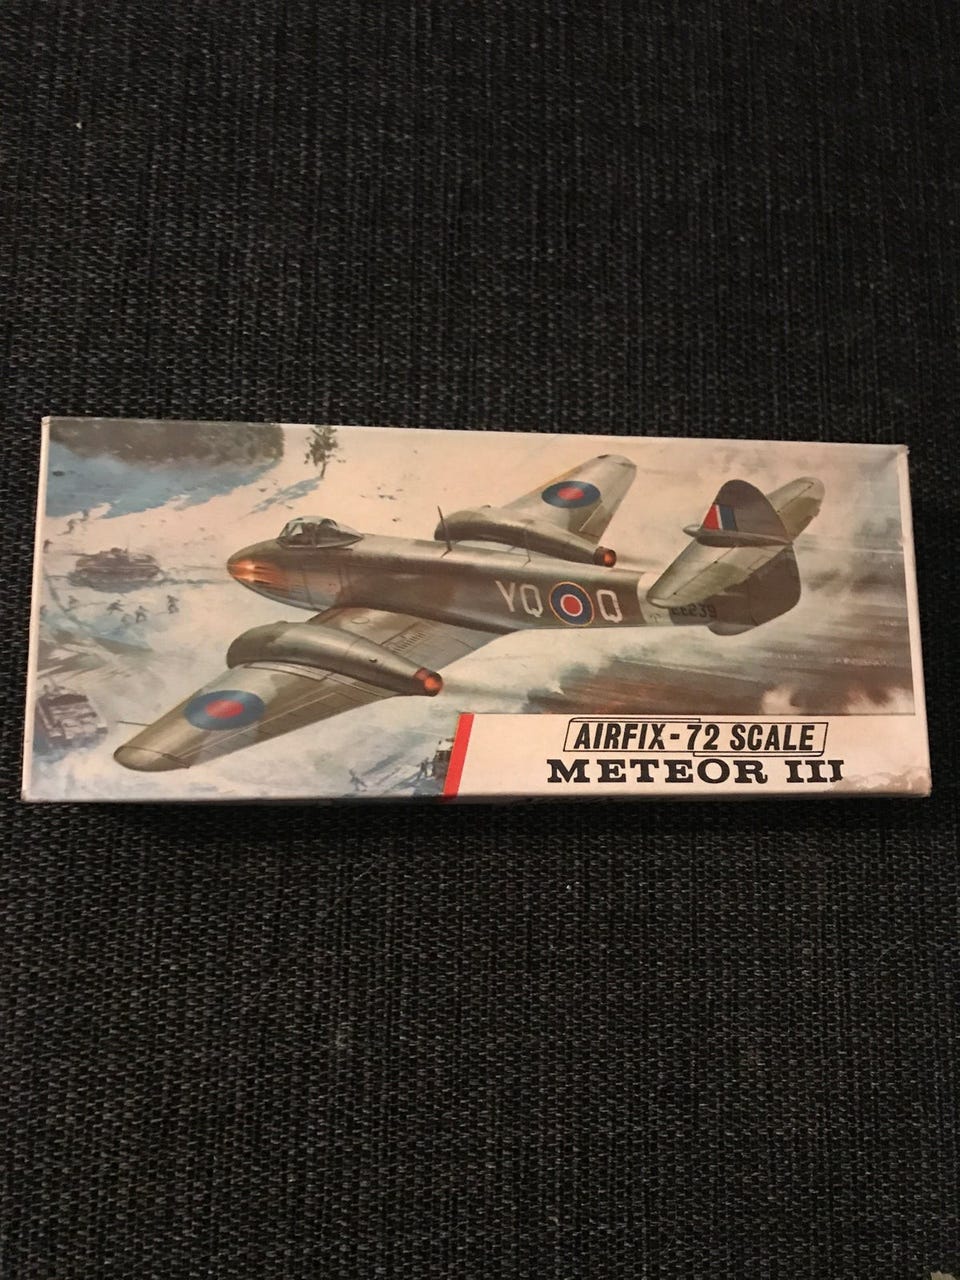 YQ Q
EE239
AIRFIX-72 SCALE
METEOR III